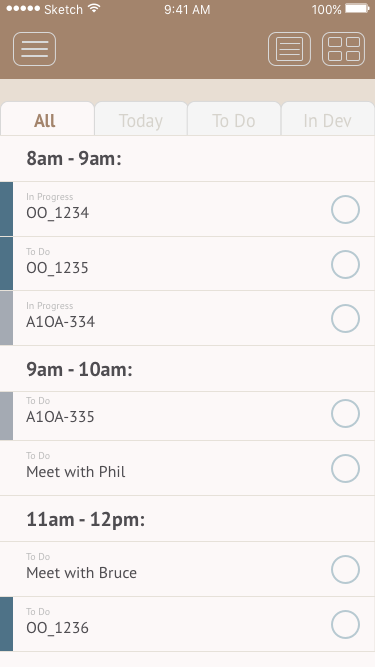 Sketch 9:41 AM 100%
All Today To Do In Dev
8am - 9am:
In Progress
OO_1234
To Do
OO_1235
In Progress
A1OA-334
9am - 10am:
To Do
A1OA-335
To Do
Meet with Phil
11am - 12pm:
To Do
Meet with Bruce
To Do
OO_1236